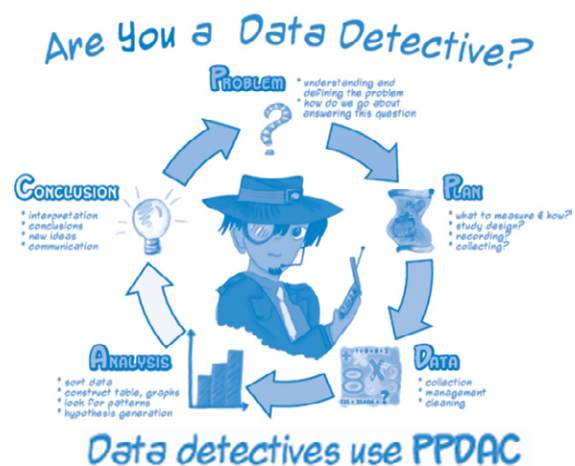 Are You a Data Detective?
PROBLEM
* understanding and
defining the problem
* how do we go about
answering this question
PLAN
* what to measure & how?
* study design?
* recording?
* collecting?
DATA
* collection
* management
* cleaning
ANALYSIS
* sort data
* construct table, graphs
* look for patterns
* hypothesis generation
CONCLUSION
* interpretation
* conclusions
* new ideas
* communication
Data detectives use PPDAC